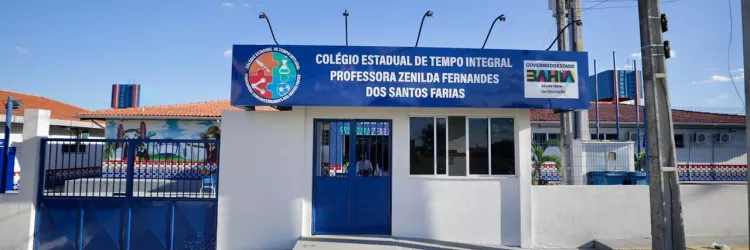 COLÉGIO ESTADUAL DE TEMPO INTEGRAL
PROFESSORA ZENILDA FERNANDES
DOS SANTOS FARIAS
GOVERNO DO ESTADO
BAHIA
SECRETARIA
DA EDUCAÇÃO